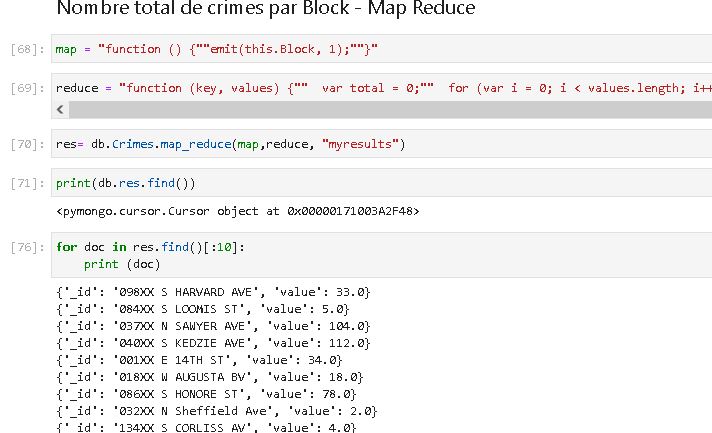 Nombre total de crimes par Block - Map Reduce
[68]: map = "function () {""emit(this.Block, 1);""}"
[69]: reduce = "function (key, values) {"" var total = 0;"" for (var i = 0; i < values.length; i++
[70]: res= db.Crimes.map_reduce(map,reduce, "myresults")
[71]: print(db.res.find())
<pymongo.cursor.Cursor object at 0x00000171003A2F48>
[76]: for doc in res.find()[:10]:
print (doc)
{'_id': '098XX S HARVARD AVE', 'value': 33.0}
{'_id': '084XX S LOOMIS ST', 'value': 5.0}
{'_id': '037XX N SAWYER AVE', 'value': 104.0}
{'_id': '040XX S KEDZIE AVE', 'value': 112.0}
{'_id': '001XX E 14TH ST', 'value': 34.0}
{'_id': '018XX W AUGUSTA BV', 'value': 18.0}
{'_id': '086XX S HONORE ST', 'value': 78.0}
{'_id': '032XX N Sheffield Ave', 'value': 2.0}
{'_id': '134XX S CORLISS AV', 'value': 4.0}